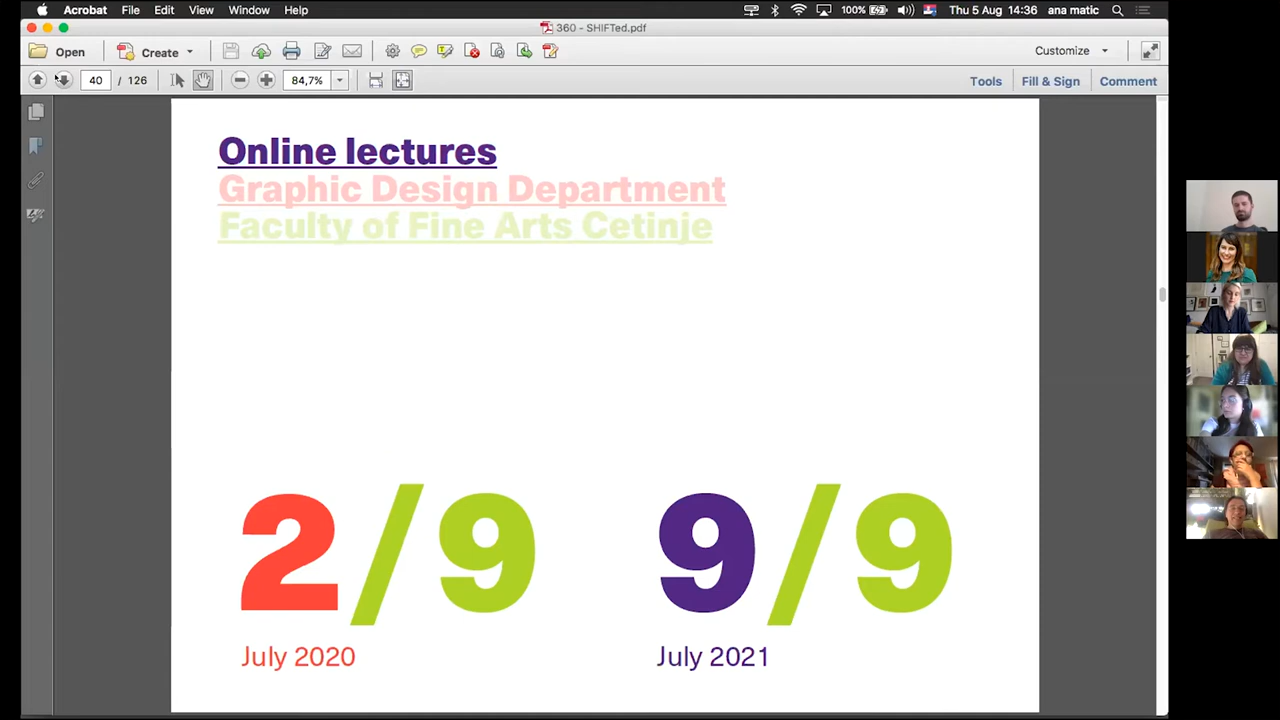 Acrobat File Edit View Window Help 100% Thu 5 Aug 14:36 ana matic
360 - SHIFTed.pdf
Open Create Customize
40 / 126 84,7% Tools Fill & Sign Comment
Online lectures
Graphic Design Department
Faculty of Fine Arts Cetinje
2/9 9/9
July 2020 July 2021